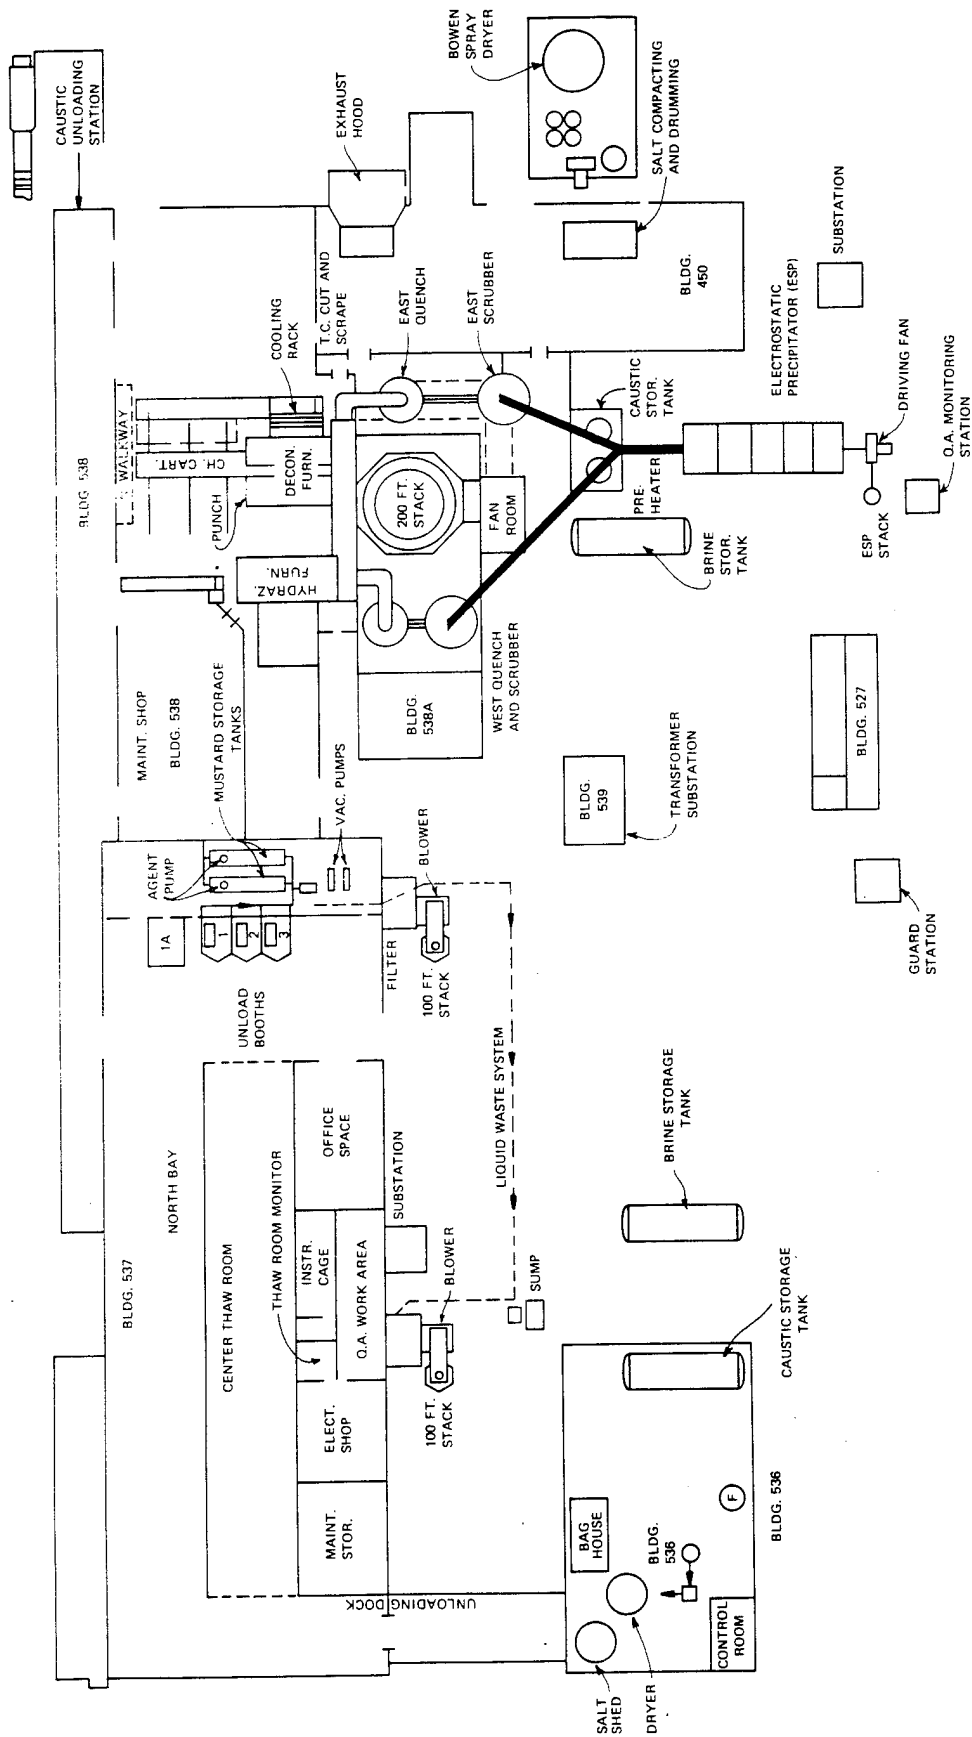 CAUSTIC
UNLOADING
STATION
BLDG. 538
WALKWAY
CH. CART.
PUNCH
DECON.
FURN.
COOLING
RACK
T.C. CUT AND
SCRAPE
EXHAUST
HOOD
BOWEN
SPRAY
DRYER
SALT COMPACTING
AND DRUMMING
BLDG.
450
EAST
QUENCH
EAST
SCRUBBER
200 FT.
STACK
FAN
ROOM
HYDRAZ.
FURN.
CAUSTIC
STOR.
TANK
PRE-
HEATER
BRINE
STOR.
TANK
ELECTROSTATIC
PRECIPITATOR (ESP)
SUBSTATION
DRIVING FAN
Q.A. MONITORING
STATION
ESP
STACK
MAINT. SHOP
BLDG. 538
MUSTARD STORAGE
TANKS
BLDG.
538A
WEST QUENCH
AND SCRUBBER
VAC. PUMPS
AGENT
PUMP
1A
1
2
3
UNLOAD
BOOTHS
FILTER
BLOWER
100 FT.
STACK
BLDG.
539
TRANSFORMER
SUBSTATION
BLDG. 527
GUARD
STATION
LIQUID WASTE SYSTEM
BLDG. 537
NORTH BAY
CENTER THAW ROOM
THAW ROOM MONITOR
OFFICE
SPACE
INSTR.
CAGE
Q.A. WORK AREA
SUBSTATION
BLOWER
100 FT.
STACK
SUMP
ELECT.
SHOP
MAINT.
STOR.
UNLOADING DOCK
BRINE STORAGE
TANK
CAUSTIC STORAGE
TANK
BAG
HOUSE
BLDG.
536
F
BLDG. 536
CONTROL
ROOM
SALT
SHED
DRYER